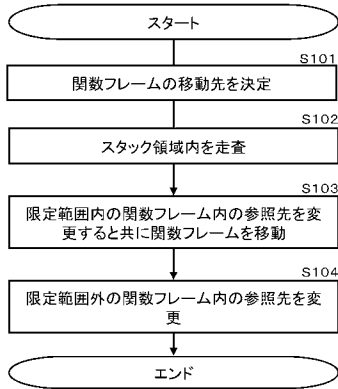 スタート
S101
関数フレームの移動先を決定
S102
スタック領域内を走査
S103
限定範囲内の関数フレーム内の参照先を変
更すると共に関数フレームを移動
S104
限定範囲外の関数フレーム内の参照先を変
更
エンド